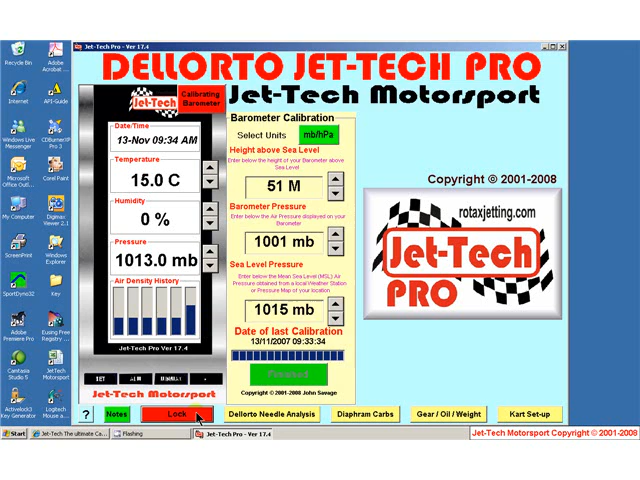 Jet-Tech Pro - Ver 17.4
DELLORTO JET-TECH PRO
Jet-Tech Motorsport
Recycle Bin
Adobe Acrobat ...
Internet
API-Guide
Windows Live Messenger
CDBurnerXP Pro 3
Microsoft Office Outl...
Corel Paint
My Computer
Digimax Viewer 2.1
ScreenPrint
Windows Explorer
SportDyno32
Key
Adobe Premiere Pro
Eusing Free Registry ...
Camtasia Studio 5
JetTech Motorsport
Activelock3 Key Generator
Logitech Mouse a...
Jet-Tech
Calibrating Barometer
Date/Time
13-Nov 09:34 AM
Temperature
15.0 C
Humidity
0 %
Pressure
1013.0 mb
Air Density History
Jet-Tech Pro Ver 17.4
Jet-Tech Motorsport
Barometer Calibration
Select Units
mb/hPa
Height above Sea Level
Enter below the height of your Barometer above Sea Level
51 M
Barometer Pressure
Enter below the Air Pressure displayed on your Barometer
1001 mb
Sea Level Pressure
Enter below the Mean Sea Level (MSL) Air Pressure obtained from a local Weather Station or Pressure Map of your location
1015 mb
Date of last Calibration
13/11/2007 09:33:34
Copyright © 2001-2008 John Savage
Copyright © 2001-2008
rotaxjetting.com
Jet-Tech
PRO
?
Notes
Lock
Dellorto Needle Analysis
Diaphram Carbs
Gear / Oil / Weight
Kart Set-up
Start
Jet-Tech The ultimate Ca...
Flashing
Jet-Tech Pro - Ver 17.4
Jet-Tech Motorsport Copyright © 2001-2008